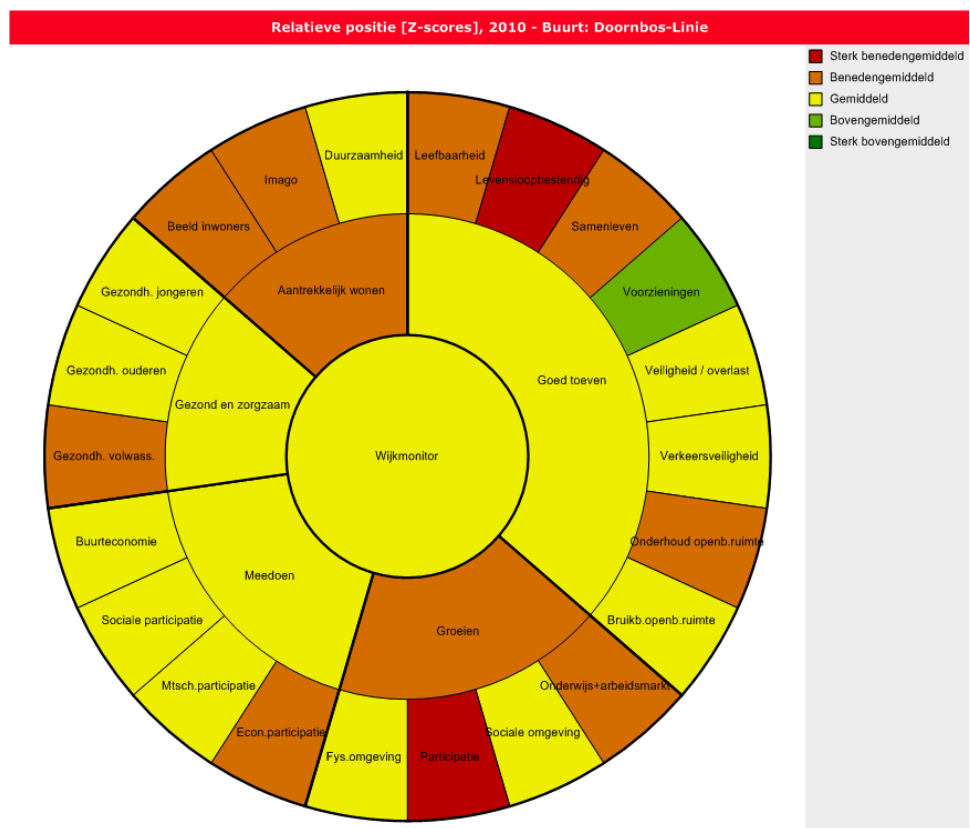 Relatieve positie [Z-scores], 2010 - Buurt: Doornbos-Linie
Sterk benedengemiddeld
Benedengemiddeld
Gemiddeld
Bovengemiddeld
Sterk bovengemiddeld
Duurzaamheid
Leefbaarheid
Imago
Levensloopbestendig
Beeld inwoners
Samenleven
Aantrekkelijk wonen
Gezondh. jongeren
Voorzieningen
Gezondh. ouderen
Veiligheid / overlast
Goed toeven
Gezond en zorgzaam
Gezondh. volwass.
Wijkmonitor
Verkeersveiligheid
Buurteconomie
Onderhoud openb.ruimte
Meedoen
Sociale participatie
Bruikb.openb.ruimte
Groeien
Mtsch.participatie
Onderwijs+arbeidsmarkt
Econ.participatie
Sociale omgeving
Fys.omgeving
Participatie